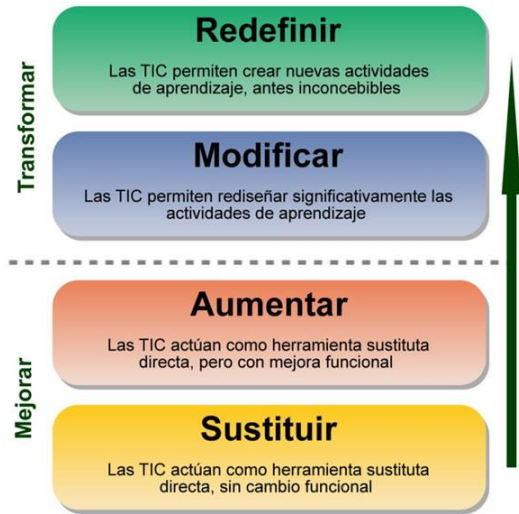 Transformar
Redefinir
Las TIC permiten crear nuevas actividades
de aprendizaje, antes inconcebibles
Modificar
Las TIC permiten rediseñar significativamente las
actividades de aprendizaje
Mejorar
Aumentar
Las TIC actúan como herramienta sustituta
directa, pero con mejora funcional
Sustituir
Las TIC actúan como herramienta sustituta
directa, sin cambio funcional